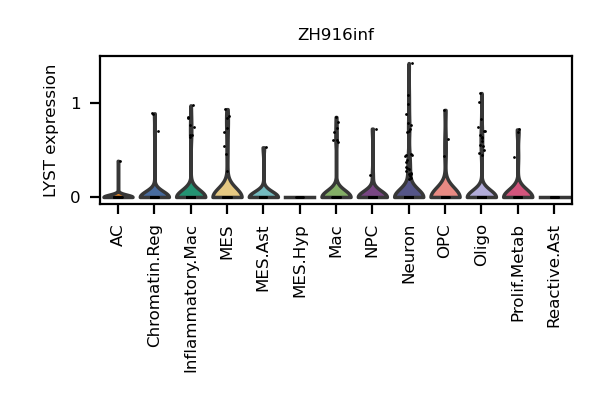 ZH916inf
LYST expression
1
0
AC
Chromatin.Reg
Inflammatory.Mac
MES
MES.Ast
MES.Hyp
Mac
NPC
Neuron
OPC
Oligo
Prolif.Metab
Reactive.Ast